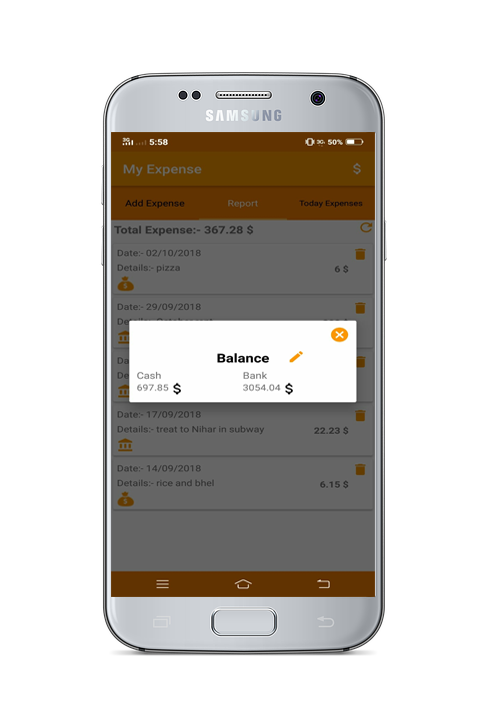 SAMSUNG
3G 5:58 3G 50%
My Expense $
Add Expense Report Today Expenses
Total Expense:- 367.28 $
Date:- 02/10/2018
Details:- pizza 6 $
Date:- 29/09/2018
Balance
Cash Bank
697.85 $ 3054.04 $
Date:- 17/09/2018
Details:- treat to Nihar in subway 22.23 $
Date:- 14/09/2018
Details:- rice and bhel 6.15 $